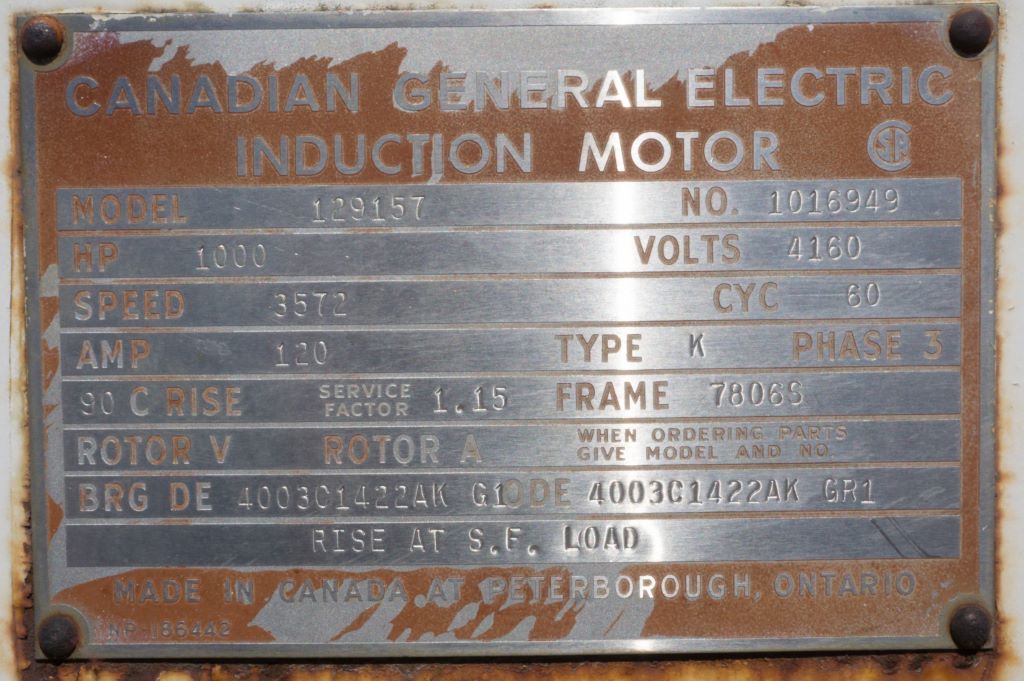 CANADIAN GENERAL ELECTRIC
INDUCTION MOTOR CSA
MODEL 129157 NO. 1016949
HP 1000 VOLTS 4160
SPEED 3572 CYC 60
AMP 120 TYPE K PHASE 3
90 C RISE SERVICE FACTOR 1.15 FRAME 7806S
ROTOR V ROTOR A WHEN ORDERING PARTS
GIVE MODEL AND NO.
BRG DE 4003C1422AK G1 ODE 4003C1422AK GR1
RISE AT S.F. LOAD
MADE IN CANADA AT PETERBOROUGH, ONTARIO
NP-186442